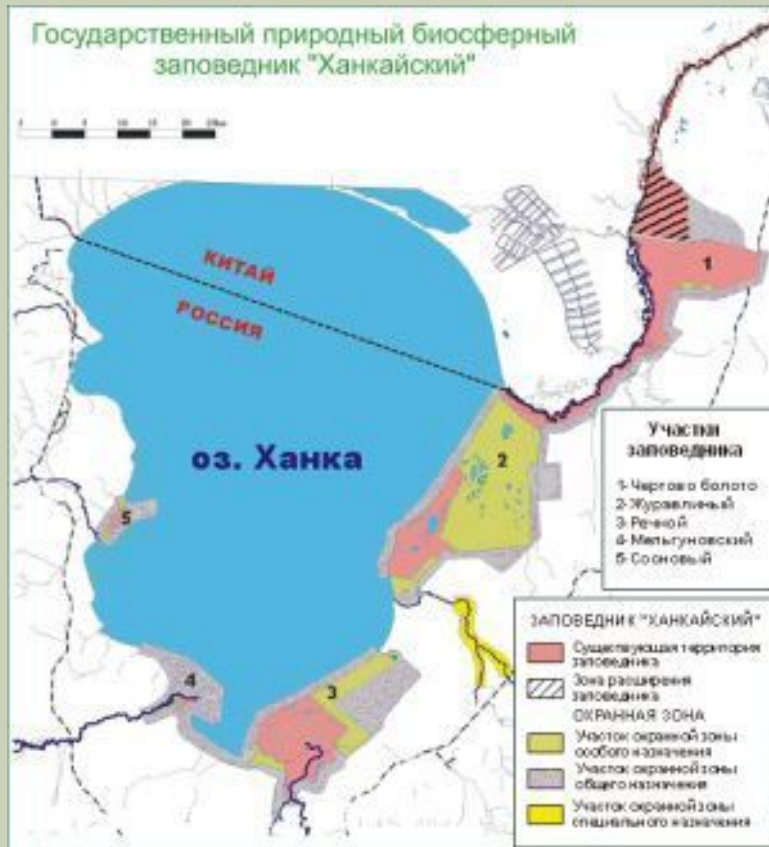 Государственный природный биосферный
заповедник "Ханкайский"
КИТАЙ
РОССИЯ
1
оз. Ханка
2
5
4
3
Участки
заповедника
1-Чертово болото
2-Журавлиный
3-Речной
4-Мельгуновский
5-Сосновый
ЗАПОВЕДНИК "ХАНКАЙСКИЙ"
Существующая территория
заповедника
Зона расширения
заповедника
ОХРАННАЯ ЗОНА
Участок охранной зоны
особого назначения
Участок охранной зоны
общего назначения
Участок охранной зоны
специального назначения